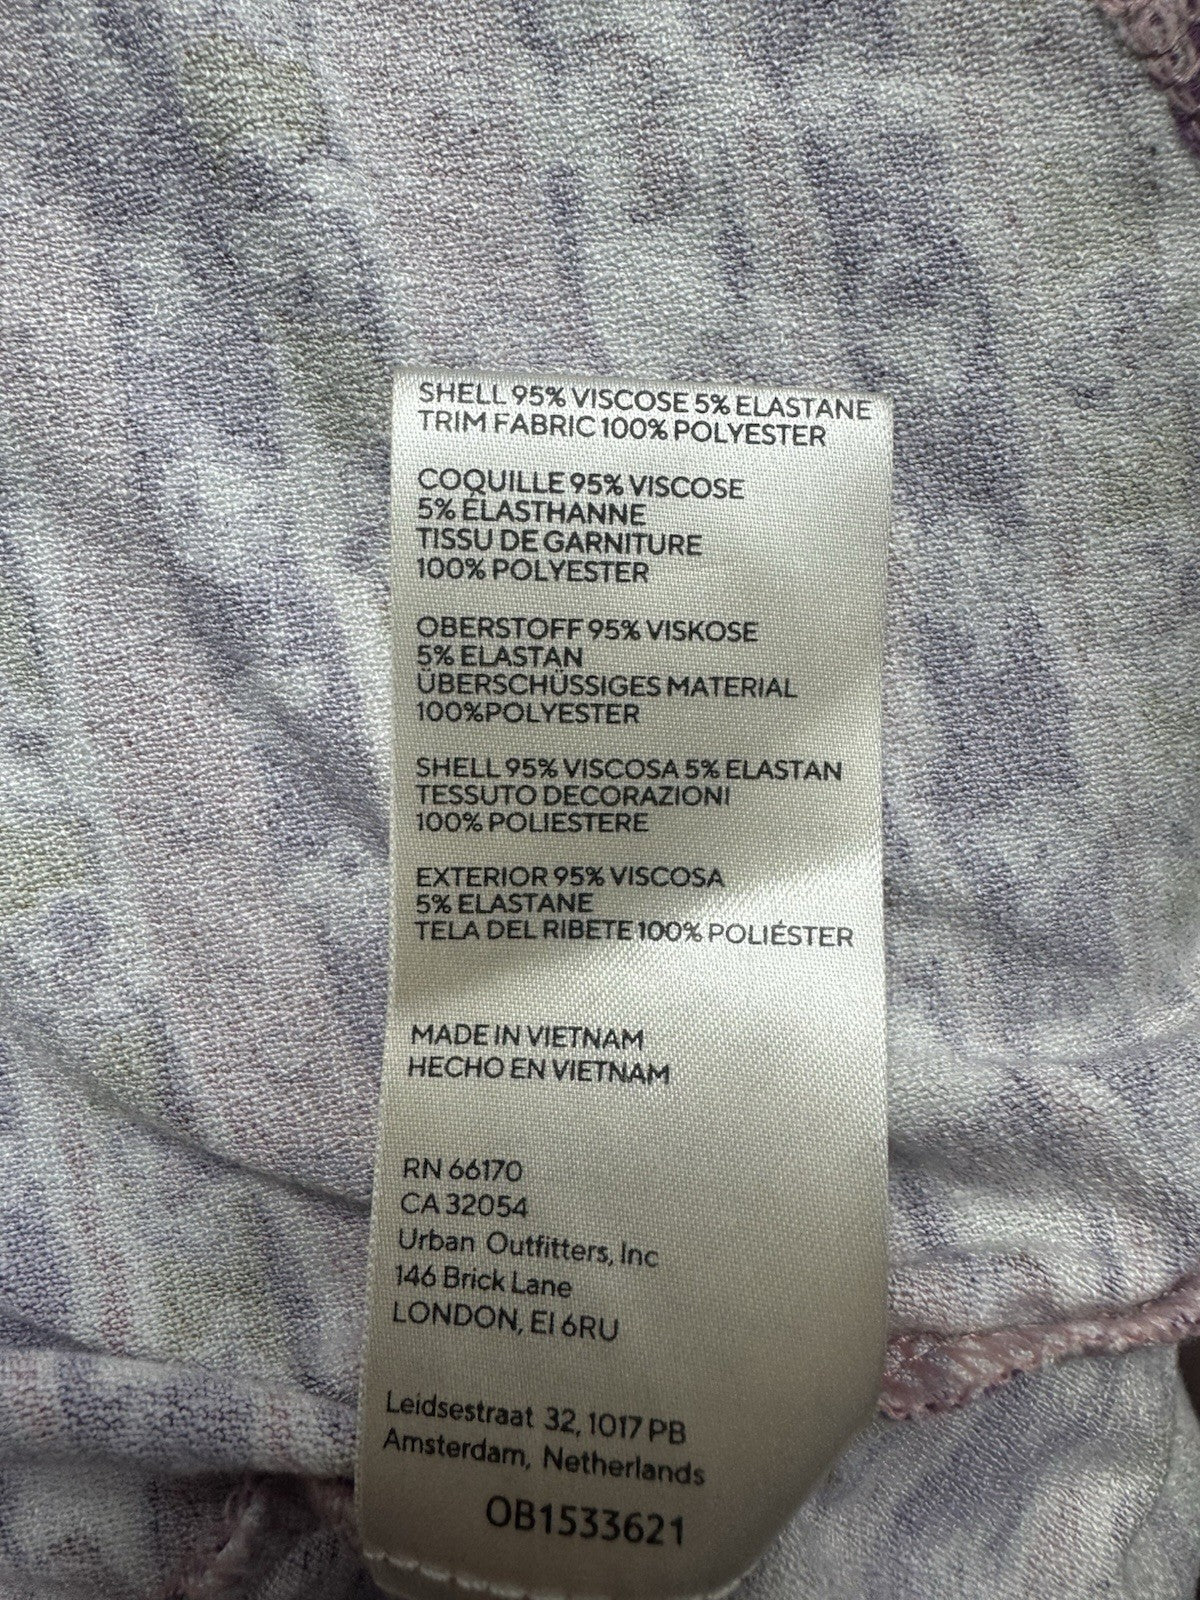 SHELL 95% VISCOSE 5% ELASTANE
TRIM FABRIC 100% POLYESTER
COQUILLE 95% VISCOSE
5% ÉLASTHANNE
TISSU DE GARNITURE
100% POLYESTER
OBERSTOFF 95% VISKOSE
5% ELASTAN
ÜBERSCHÜSSIGES MATERIAL
100%POLYESTER
SHELL 95% VISCOSA 5% ELASTAN
TESSUTO DECORAZIONI
100% POLIESTERE
EXTERIOR 95% VISCOSA
5% ELASTANE
TELA DEL RIBETE 100% POLIÉSTER
MADE IN VIETNAM
HECHO EN VIETNAM
RN 66170
CA 32054
Urban Outfitters, Inc
146 Brick Lane
LONDON, EI 6RU
Leidsestraat 32, 1017 PB
Amsterdam, Netherlands
OB1533621